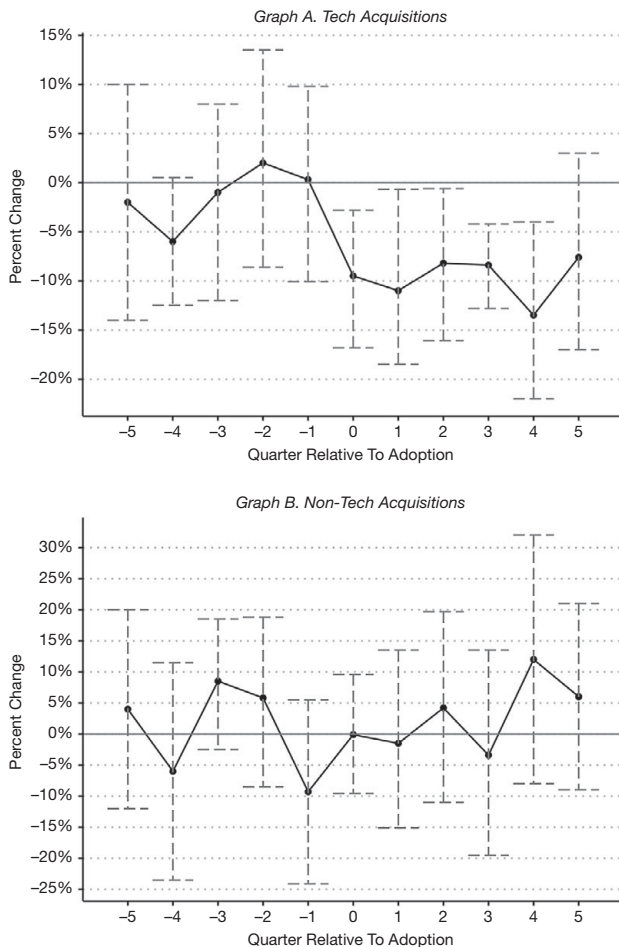 Graph A. Tech Acquisitions
15%
10%
5%
0%
−5%
−10%
−15%
−20%
Percent Change
−5 −4 −3 −2 −1 0 1 2 3 4 5
Quarter Relative To Adoption
Graph B. Non-Tech Acquisitions
30%
25%
20%
15%
10%
5%
0%
−5%
−10%
−15%
−20%
−25%
Percent Change
−5 −4 −3 −2 −1 0 1 2 3 4 5
Quarter Relative To Adoption